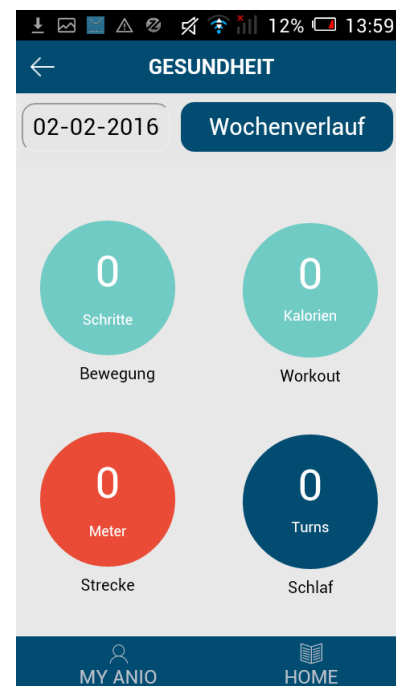 12% 13:59
GESUNDHEIT
02-02-2016 Wochenverlauf
0 0
Schritte Kalorien
Bewegung Workout
0 0
Meter Turns
Strecke Schlaf
MY ANIO HOME